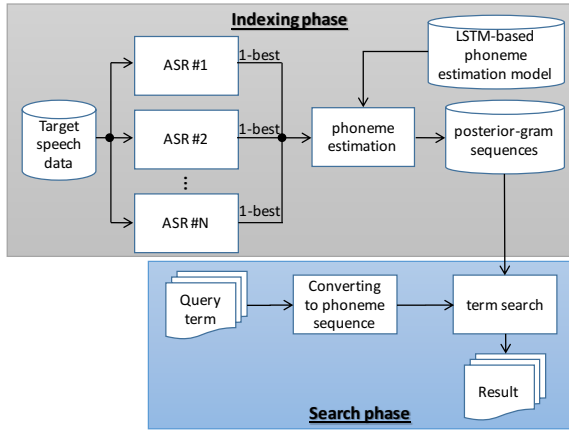 Indexing phase
LSTM-based
phoneme
estimation model
ASR #1
1-best
Target
speech
data
ASR #2
1-best
phoneme
estimation
posterior-gram
sequences
...
ASR #N
1-best
Query
term
Converting
to phoneme
sequence
term search
Result
Search phase